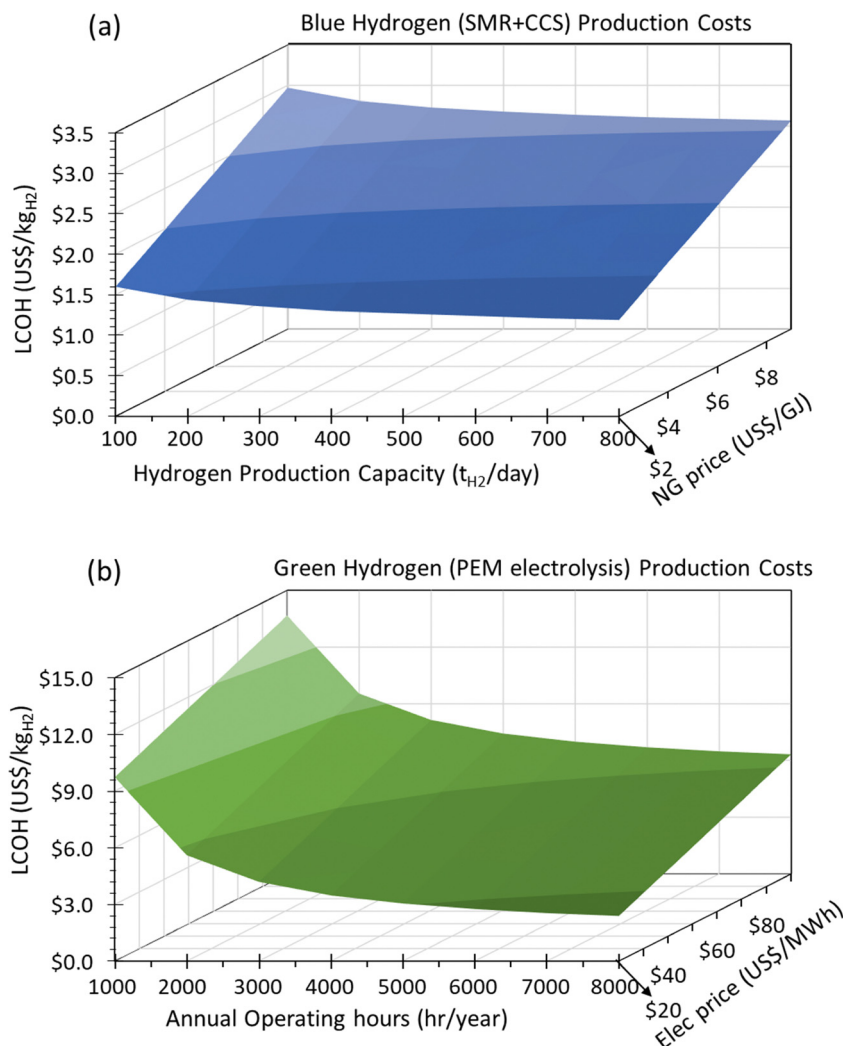 (a)
Blue Hydrogen (SMR+CCS) Production Costs
LCOH (US$/kgH2)
$3.5
$3.0
$2.5
$2.0
$1.5
$1.0
$0.5
$0.0
100 200 300 400 500 600 700 800
Hydrogen Production Capacity (tH2/day)
$2 $4 $6 $8
NG price (US$/GJ)
(b)
Green Hydrogen (PEM electrolysis) Production Costs
LCOH (US$/kgH2)
$15.0
$12.0
$9.0
$6.0
$3.0
$0.0
1000 2000 3000 4000 5000 6000 7000 8000
Annual Operating hours (hr/year)
$20 $40 $60 $80
Elec price (US$/MWh)